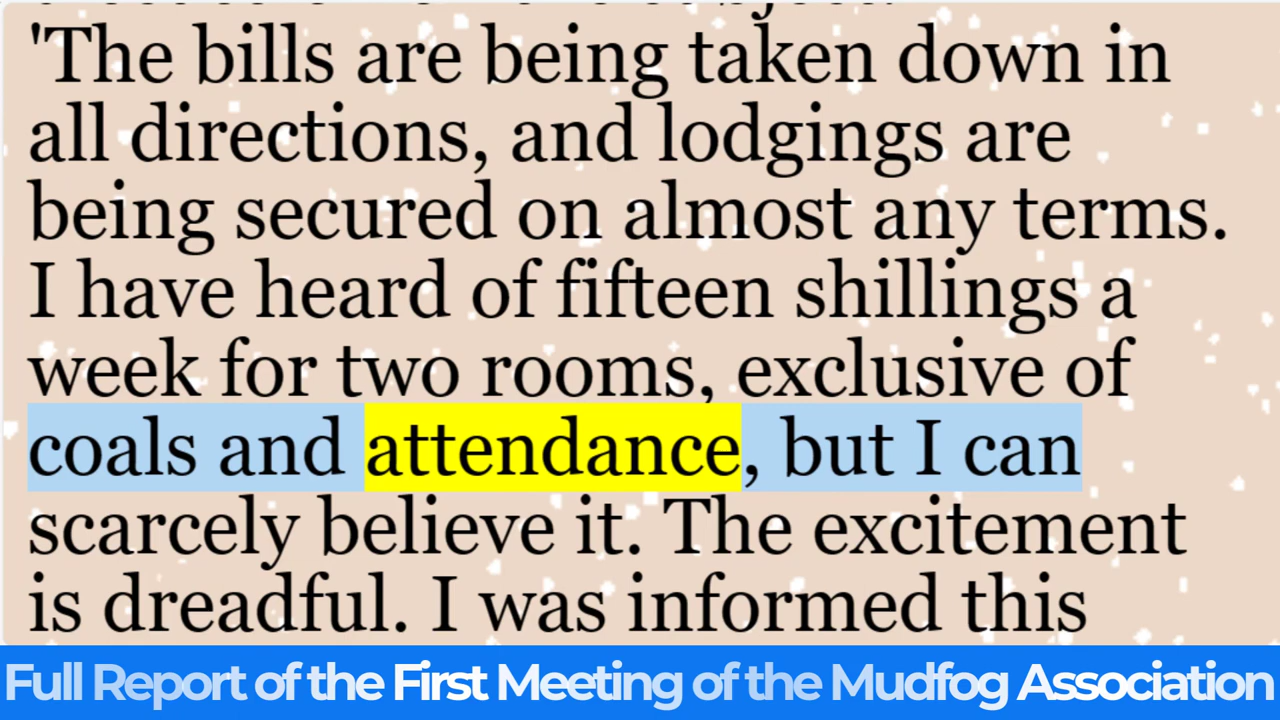 'The bills are being taken down in
all directions, and lodgings are
being secured on almost any terms.
I have heard of fifteen shillings a
week for two rooms, exclusive of
coals and attendance, but I can
scarcely believe it. The excitement
is dreadful. I was informed this
Full Report of the First Meeting of the Mudfog Association